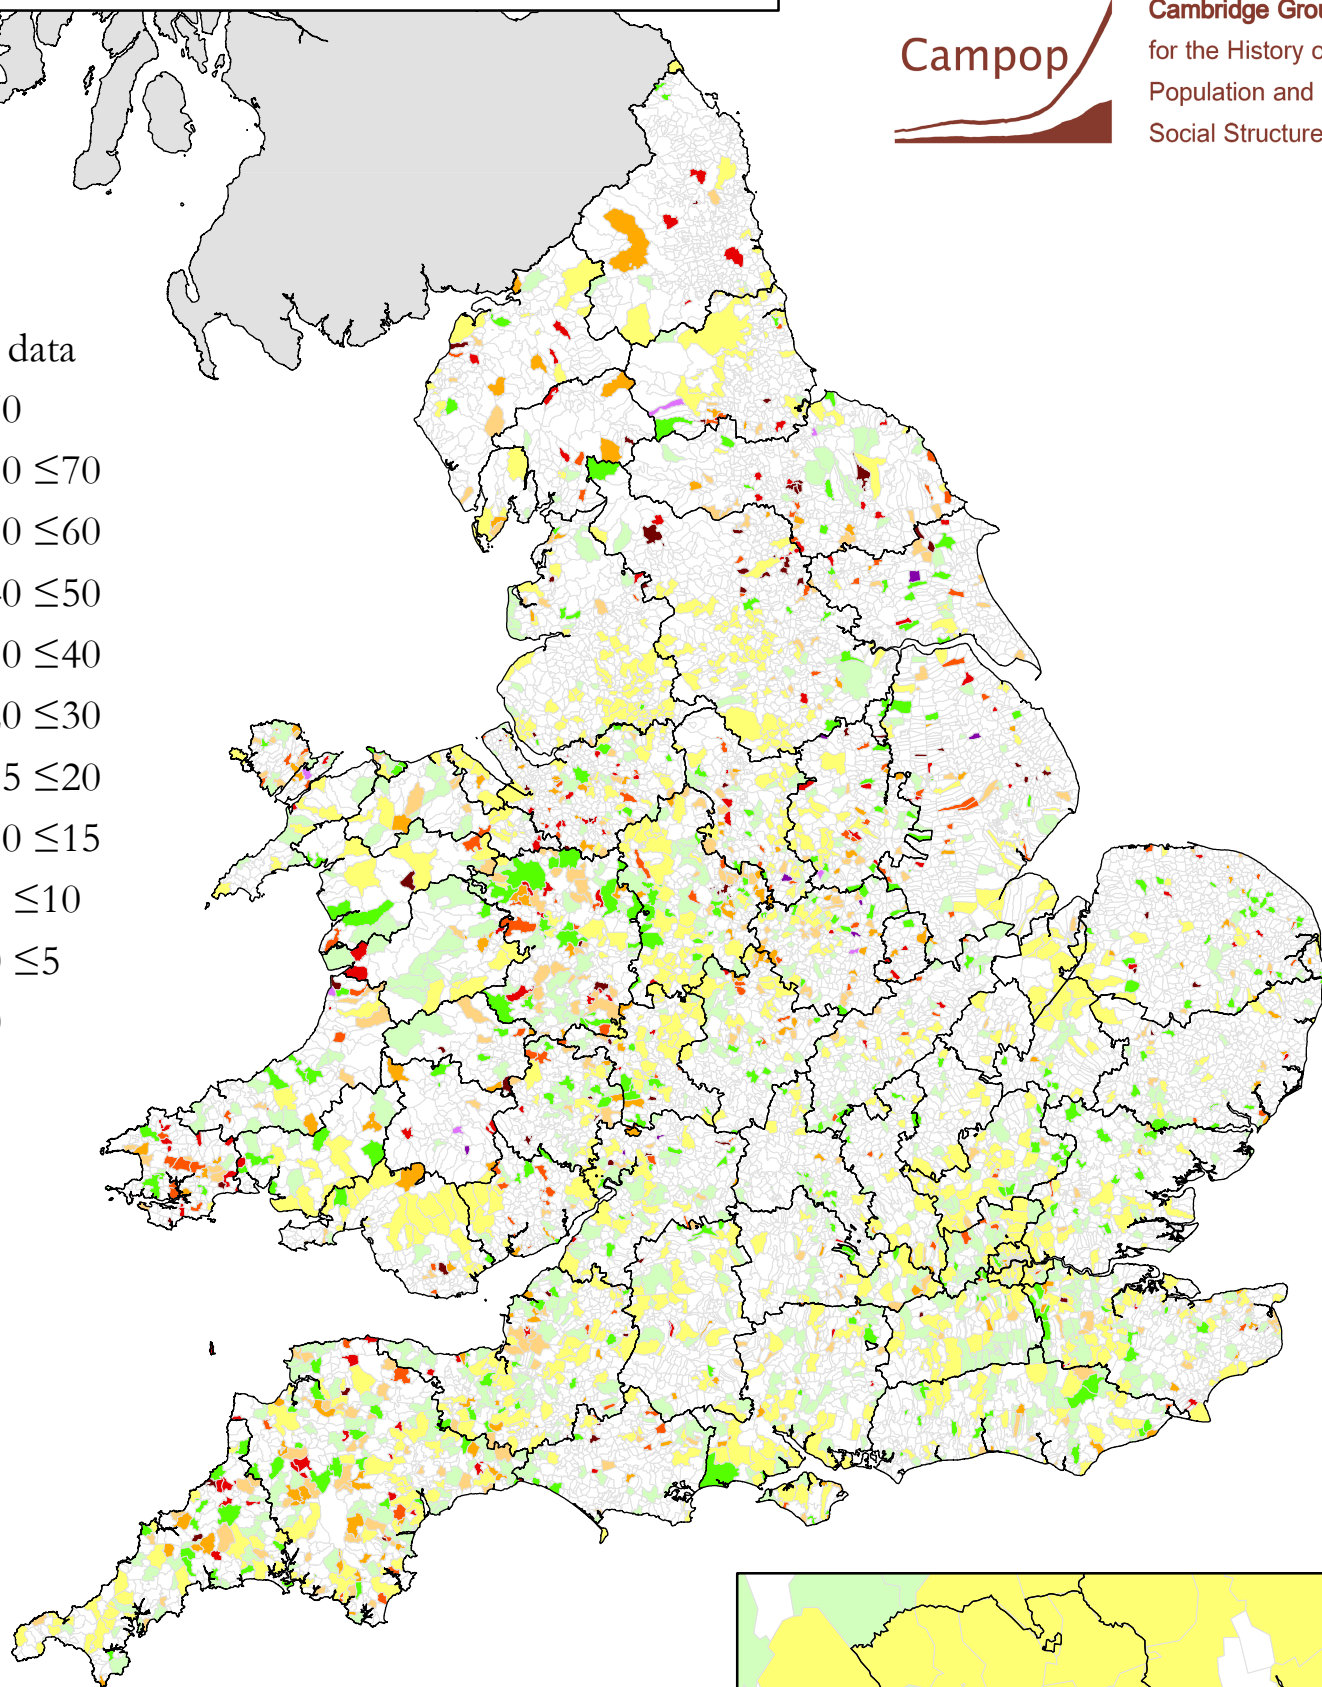 Cambridge Grou
Campop
for the History o
Population and
Social Structure
data
0
0 ≤70
0 ≤60
0 ≤50
0 ≤40
0 ≤30
5 ≤20
0 ≤15
≤10
≤5